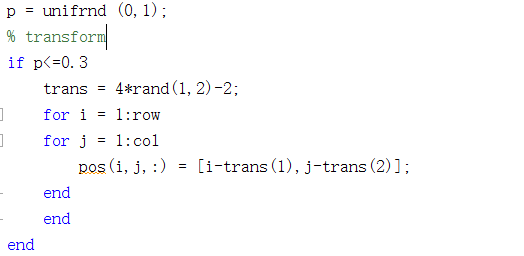 p = unifrnd (0,1);
% transform
if p<=0.3
    trans = 4*rand(1,2)-2;
    for i = 1:row
    for j = 1:col
        pos(i,j,:) = [i-trans(1),j-trans(2)];
    end
    end
end